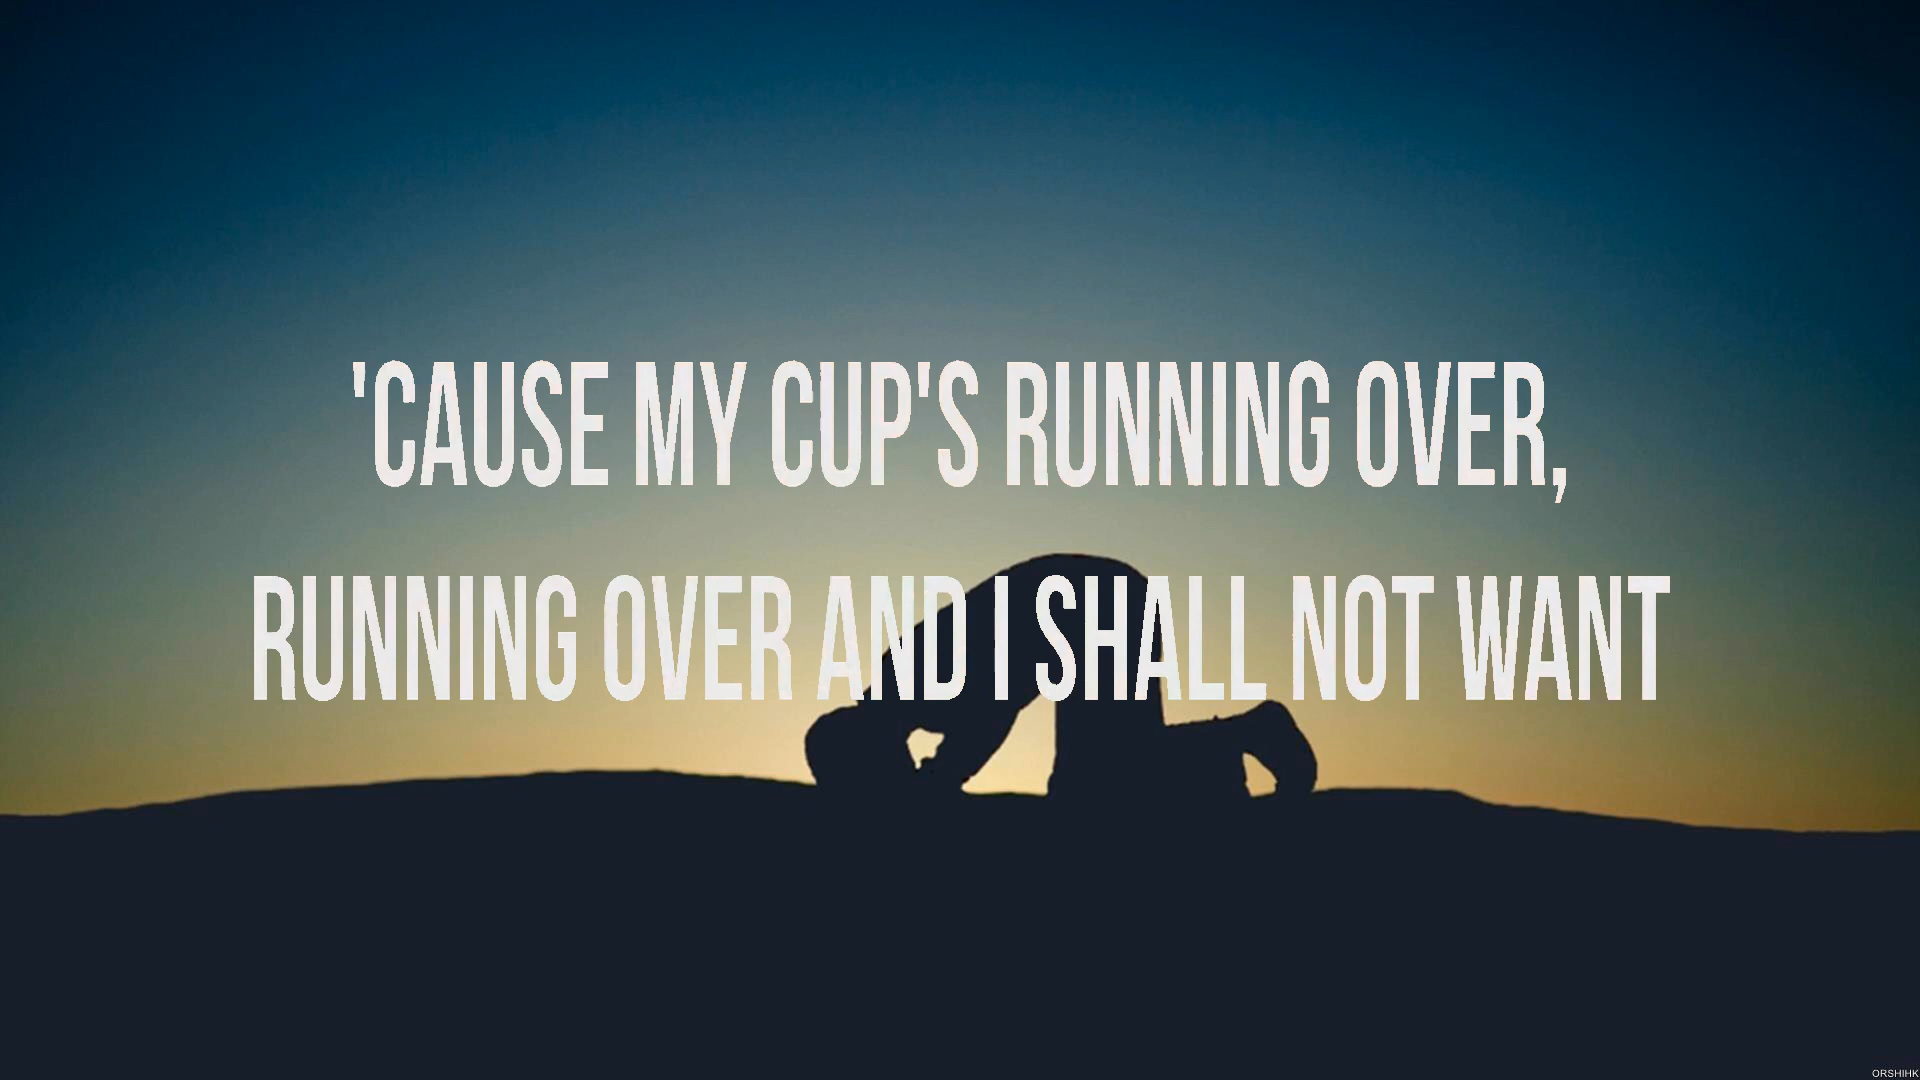 'CAUSE MY CUP'S RUNNING OVER,
RUNNING OVER AND I SHALL NOT WANT
ORSHIHK